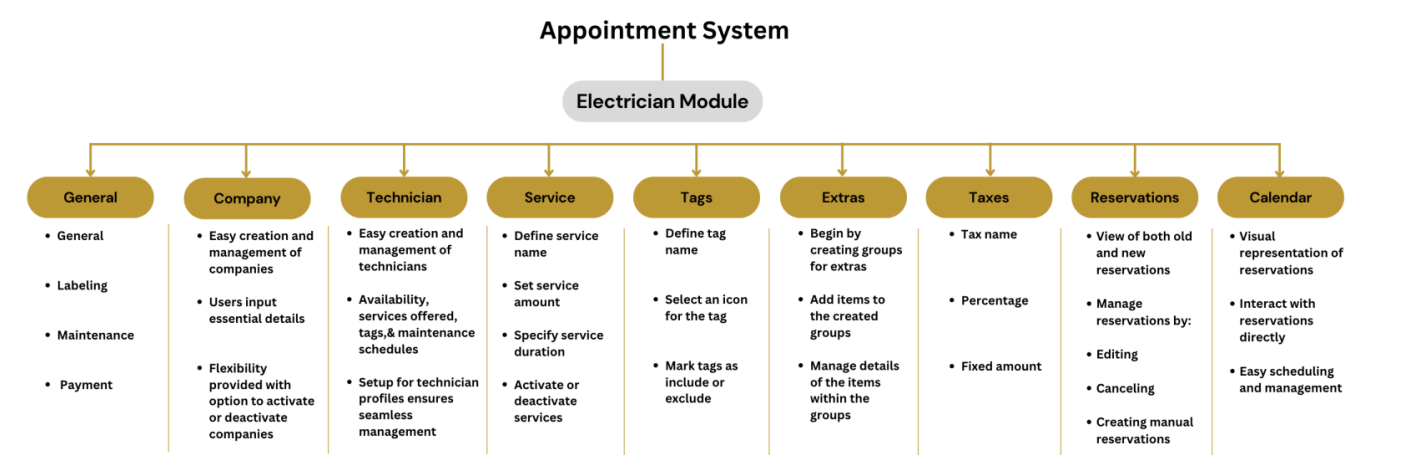 Appointment System
Electrician Module
General
• General
• Labeling
• Maintenance
• Payment
Company
• Easy creation and
management of
companies
• Users input
essential details
• Flexibility
provided with
option to activate
or deactivate
companies
Technician
• Easy creation and
management of
technicians
• Availability,
services offered,
tags,& maintenance
schedules
• Setup for technician
profiles ensures
seamless
management
Service
• Define service
name
• Set service
amount
• Specify service
duration
• Activate or
deactivate
services
Tags
• Define tag
name
• Select an icon
for the tag
• Mark tags as
include or
exclude
Extras
• Begin by
creating groups
for extras
• Add items to
the created
groups
• Manage details
of the items
within the
groups
Taxes
• Tax name
• Percentage
• Fixed amount
Reservations
• View of both old
and new
reservations
• Manage
reservations by:
• Editing
• Canceling
• Creating manual
reservations
Calendar
• Visual
representation of
reservations
• Interact with
reservations
directly
• Easy scheduling
and management